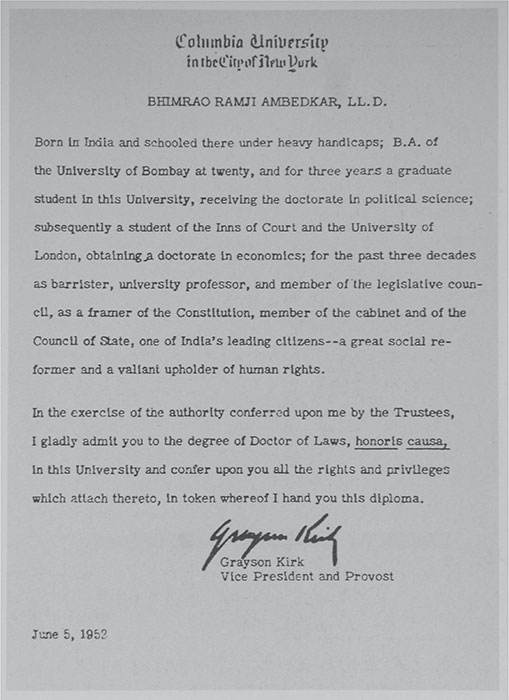 Columbia University
in the City of New York
BHIMRAO RAMJI AMBEDKAR, LL.D.
Born in India and schooled there under heavy handicaps; B.A. of
the University of Bombay at twenty, and for three years a graduate
student in this University, receiving the doctorate in political science;
subsequently a student of the Inns of Court and the University of
London, obtaining a doctorate in economics; for the past three decades
as barrister, university professor, and member of the legislative coun-
cil, as a framer of the Constitution, member of the cabinet and of the
Council of State, one of India's leading citizens--a great social re-
former and a valiant upholder of human rights.
In the exercise of the authority conferred upon me by the Trustees,
I gladly admit you to the degree of Doctor of Laws, honoris causa,
in this University and confer upon you all the rights and privileges
which attach thereto, in token whereof I hand you this diploma.
Grayson Kirk
Grayson Kirk
Vice President and Provost
June 5, 1952